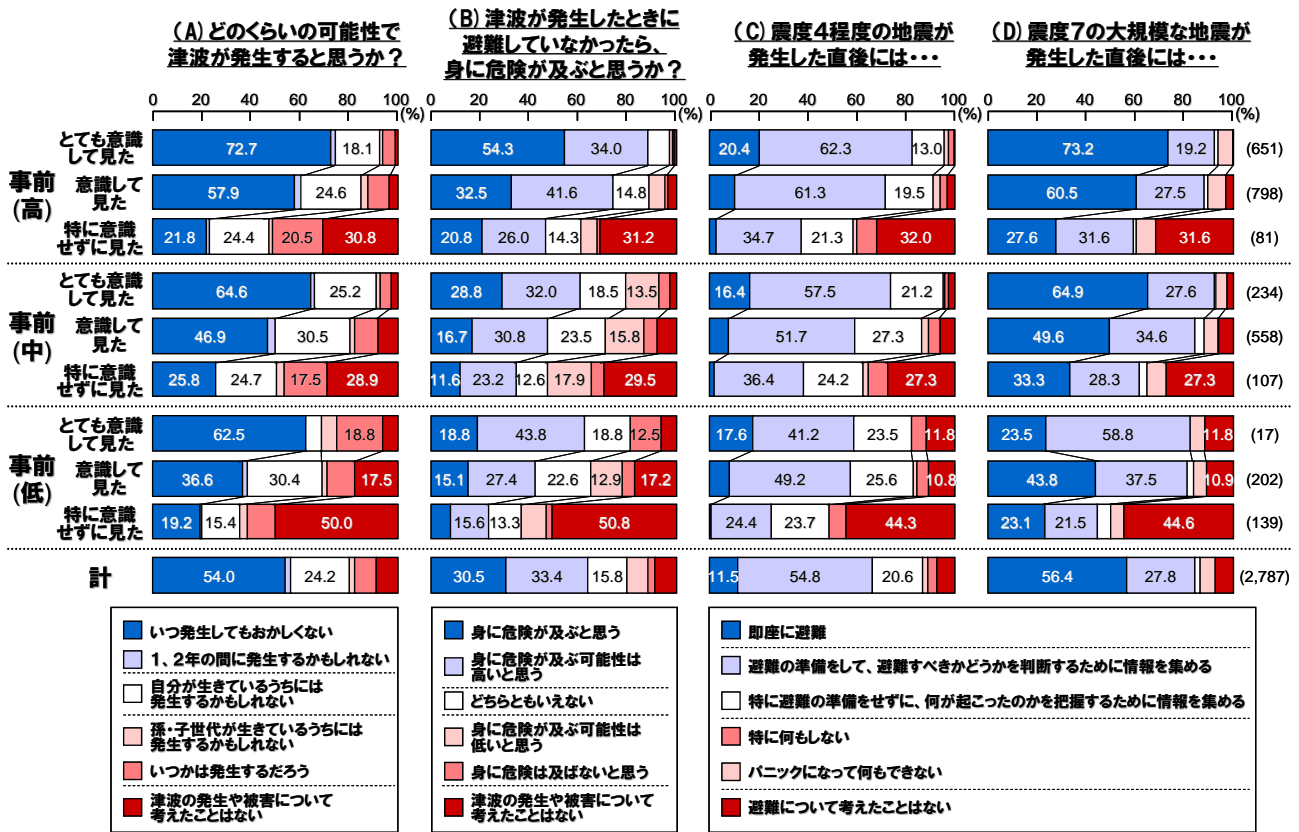 (A)どのくらいの可能性で
津波が発生すると思うか?
(B)津波が発生したときに
避難していなかったら、
身に危険が及ぶと思うか?
(C)震度4程度の地震が
発生した直後には・・・
(D)震度7の大規模な地震が
発生した直後には・・・
0 20 40 60 80 100
(%)
0 20 40 60 80 100
(%)
0 20 40 60 80 100
(%)
0 20 40 60 80 100
(%)
事前
(高)
とても意識
して見た
72.7 18.1 54.3 34.0 20.4 62.3 13.0 73.2 19.2 (651)
意識して
見た
57.9 24.6 32.5 41.6 14.8 61.3 19.5 60.5 27.5 (798)
特に意識
せずに見た
21.8 24.4 20.5 30.8 20.8 26.0 14.3 31.2 34.7 21.3 32.0 27.6 31.6 31.6 (81)
事前
(中)
とても意識
して見た
64.6 25.2 28.8 32.0 18.5 13.5 16.4 57.5 21.2 64.9 27.6 (234)
意識して
見た
46.9 30.5 16.7 30.8 23.5 15.8 51.7 27.3 49.6 34.6 (558)
特に意識
せずに見た
25.8 24.7 17.5 28.9 11.6 23.2 12.6 17.9 29.5 36.4 24.2 27.3 33.3 28.3 27.3 (107)
事前
(低)
とても意識
して見た
62.5 18.8 18.8 43.8 18.8 12.5 17.6 41.2 23.5 11.8 23.5 58.8 11.8 (17)
意識して
見た
36.6 30.4 17.5 15.1 27.4 22.6 12.9 17.2 49.2 25.6 10.8 43.8 37.5 10.9 (202)
特に意識
せずに見た
19.2 15.4 50.0 15.6 13.3 50.8 24.4 23.7 44.3 23.1 21.5 44.6 (139)
計
54.0 24.2 30.5 33.4 15.8 11.5 54.8 20.6 56.4 27.8 (2,787)
いつ発生してもおかしくない
1、2年の間に発生するかもしれない
自分が生きているうちには
発生するかもしれない
孫・子世代が生きているうちには
発生するかもしれない
いつかは発生するだろう
津波の発生や被害について
考えたことはない
身に危険が及ぶと思う
身に危険が及ぶ可能性は
高いと思う
どちらともいえない
身に危険が及ぶ可能性は
低いと思う
身に危険は及ばないと思う
津波の発生や被害について
考えたことはない
即座に避難
避難の準備をして、避難すべきかどうかを判断するために情報を集める
特に避難の準備をせずに、何が起こったのかを把握するために情報を集める
特に何もしない
パニックになって何もできない
避難について考えたことはない